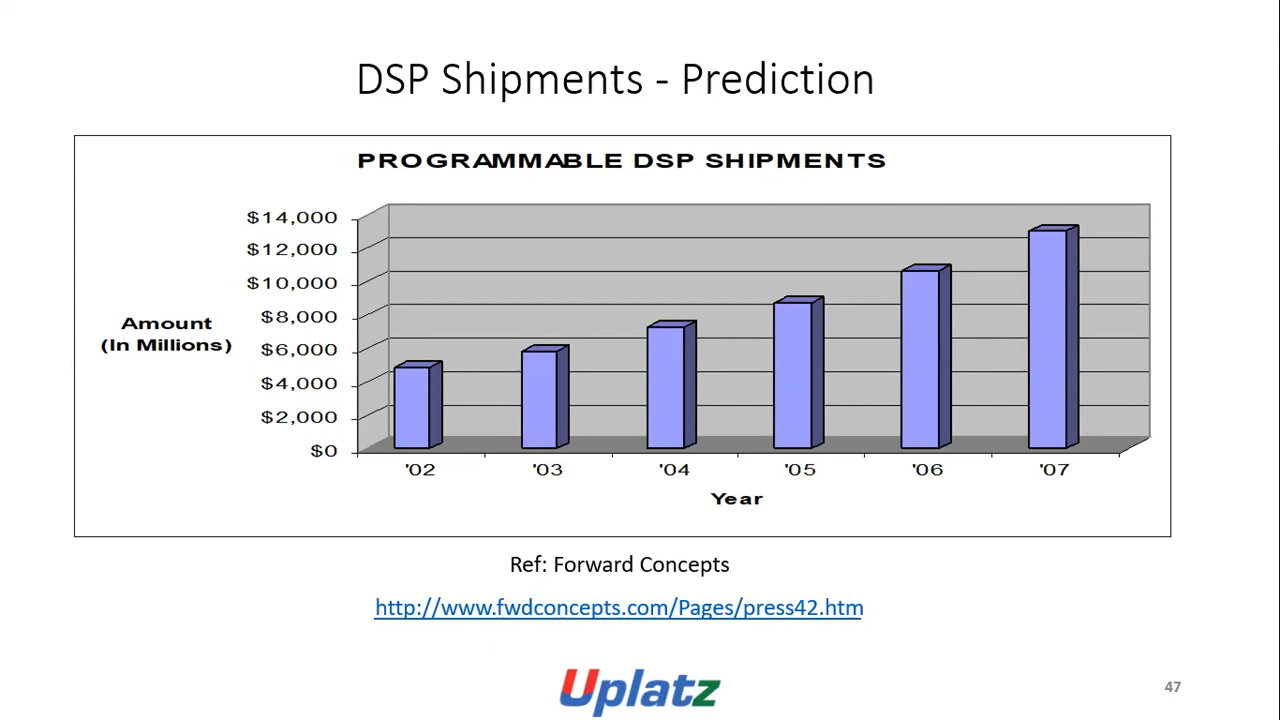 DSP Shipments - Prediction
PROGRAMMABLE DSP SHIPMENTS
$14,000
$12,000
$10,000
$8,000
$6,000
$4,000
$2,000
$0
Amount
(In Millions)
'02 '03 '04 '05 '06 '07
Year
Ref: Forward Concepts
http://www.fwdconcepts.com/Pages/press42.htm
Uplatz
47